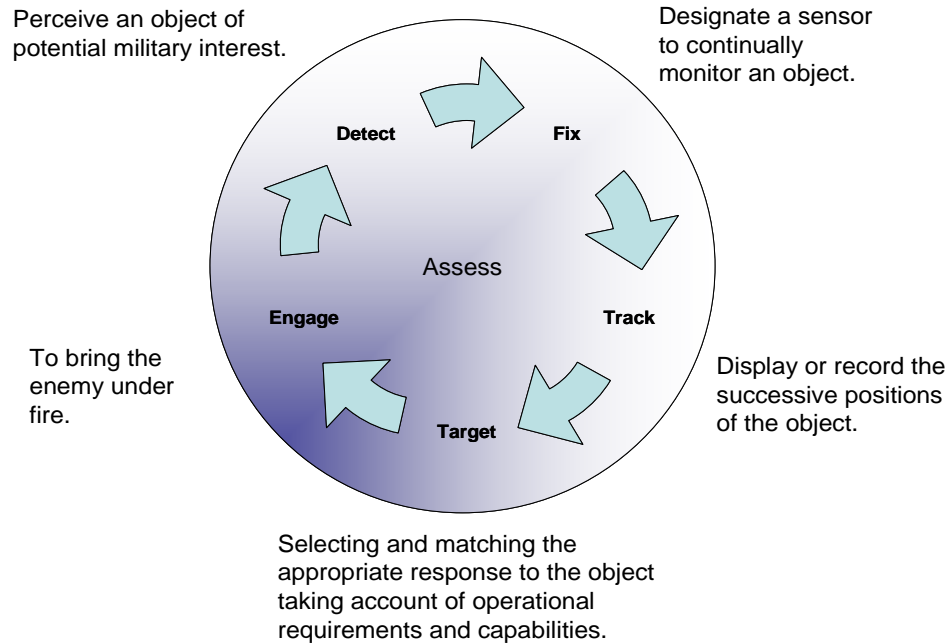 Perceive an object of
potential military interest.
Designate a sensor
to continually
monitor an object.
Detect
Fix
Assess
Engage
Track
To bring the
enemy under
fire.
Display or record the
successive positions
of the object.
Target
Selecting and matching the
appropriate response to the object
taking account of operational
requirements and capabilities.